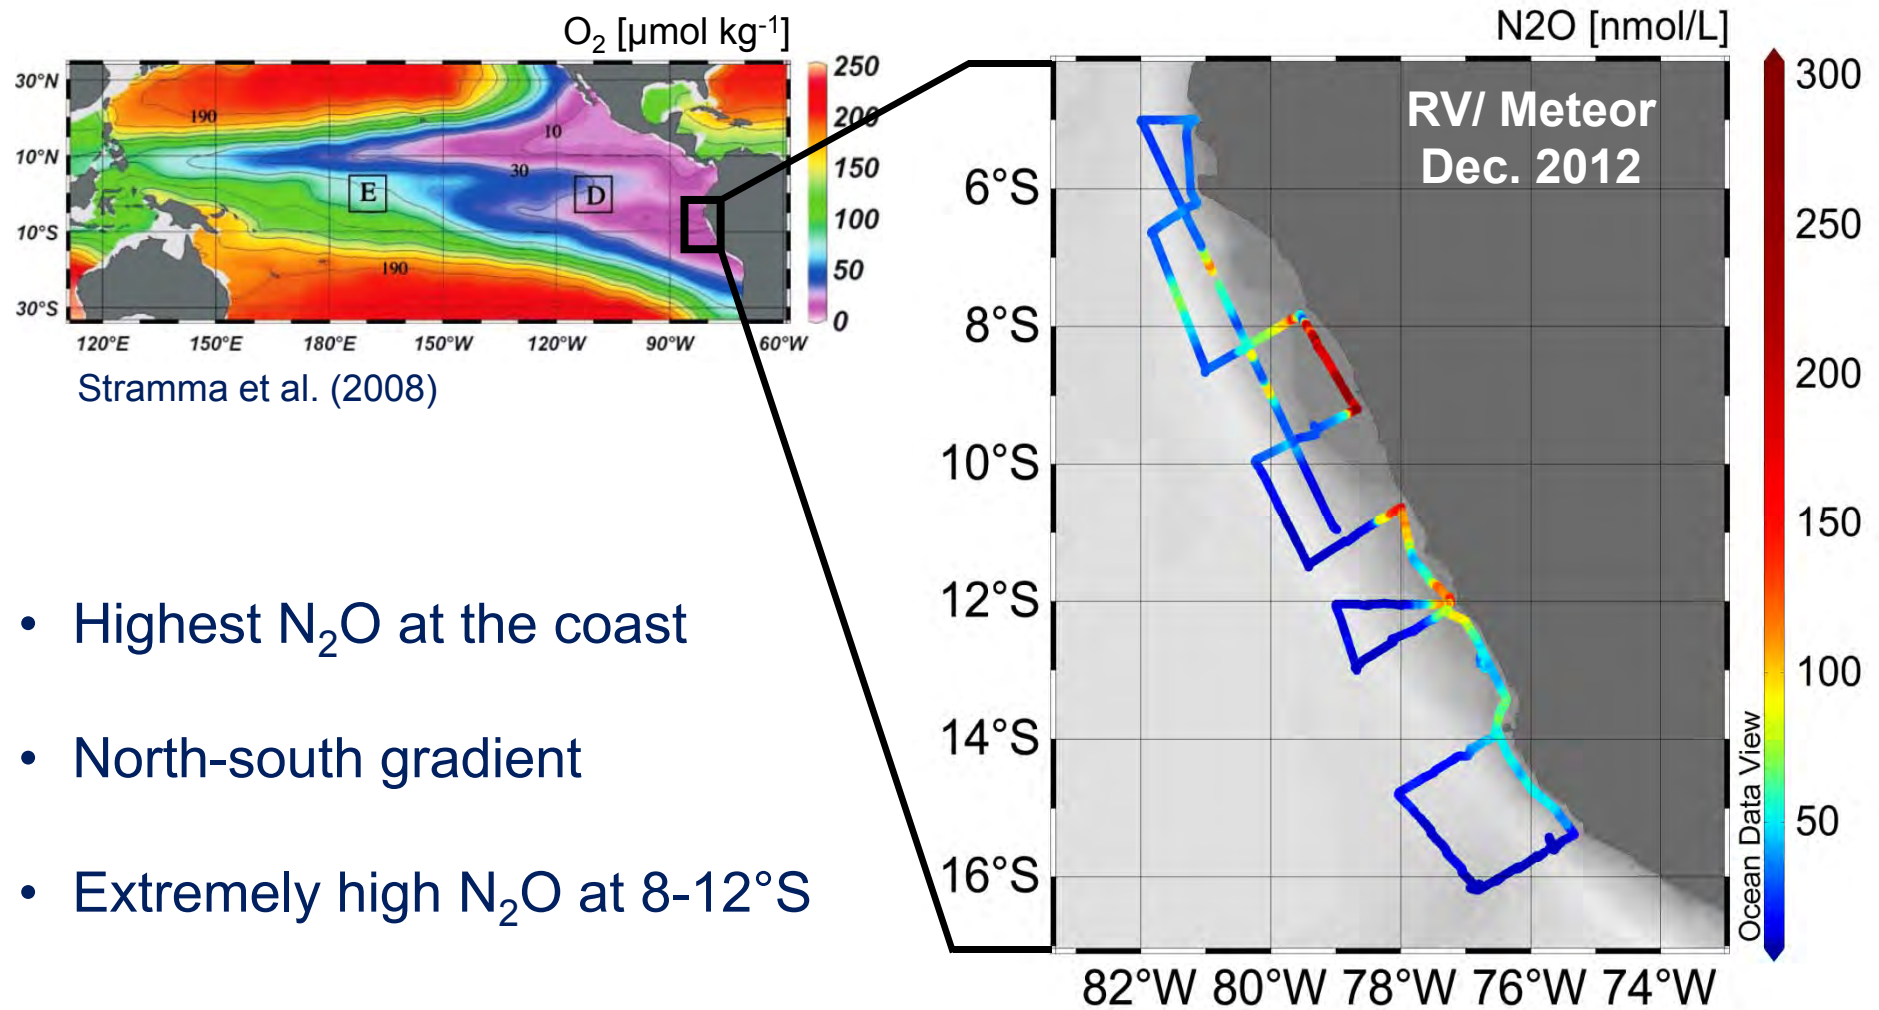 O₂ [µmol kg⁻¹]
30°N
10°N
10°S
30°S
190
10
30
E
D
190
120°E 150°E 180°E 150°W 120°W 90°W 60°W
250
200
150
100
50
0
Stramma et al. (2008)
• Highest N₂O at the coast
• North-south gradient
• Extremely high N₂O at 8-12°S
N2O [nmol/L]
RV/ Meteor
Dec. 2012
6°S
8°S
10°S
12°S
14°S
16°S
82°W 80°W 78°W 76°W 74°W
Ocean Data View
300
250
200
150
100
50